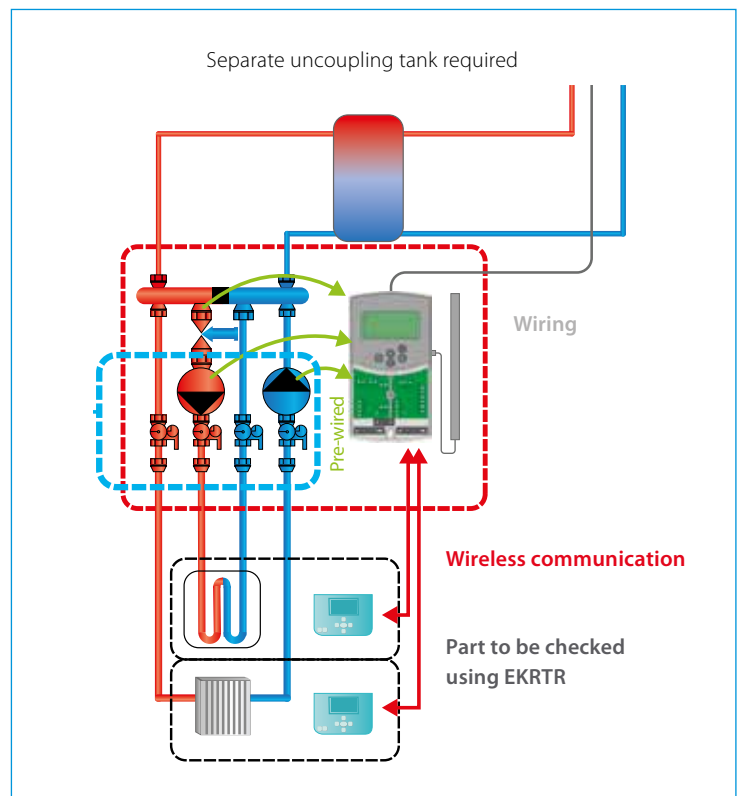 Separate uncoupling tank required
Wiring
Pre-wired
Wireless communication
Part to be checked
using EKRTR